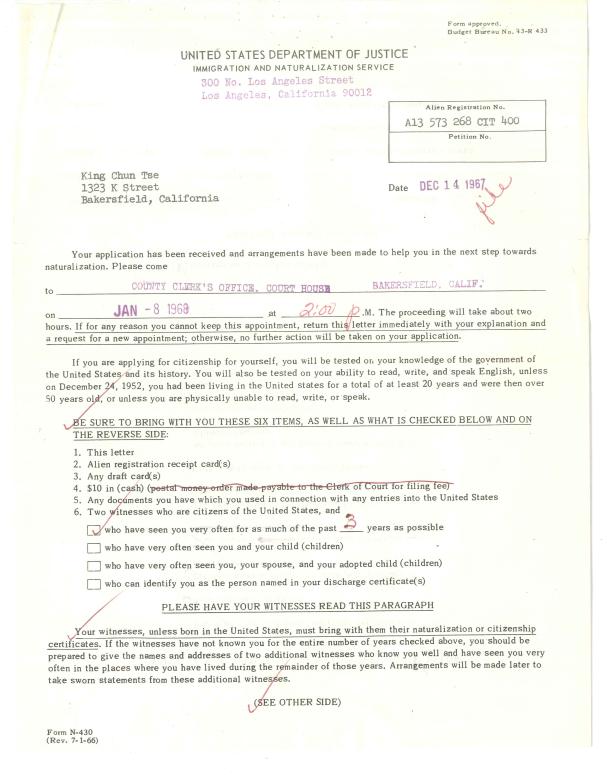 Form approved.
Budget Bureau No. 43-R 433
UNITED STATES DEPARTMENT OF JUSTICE
IMMIGRATION AND NATURALIZATION SERVICE
300 No. Los Angeles Street
Los Angeles, California 90012
Alien Registration No.
A13 573 268 CIT 400
Petition No.
King Chun Tse
1323 K Street
Bakersfield, California
Date DEC 14 1967
file
Your application has been received and arrangements have been made to help you in the next step towards
naturalization. Please come
to COUNTY CLERK'S OFFICE, COURT HOUSE BAKERSFIELD, CALIF.
on JAN -8 1968 at 2:00 p.M. The proceeding will take about two
hours. If for any reason you cannot keep this appointment, return this letter immediately with your explanation and
a request for a new appointment; otherwise, no further action will be taken on your application.
If you are applying for citizenship for yourself, you will be tested on your knowledge of the government of
the United States and its history. You will also be tested on your ability to read, write, and speak English, unless
on December 24, 1952, you had been living in the United states for a total of at least 20 years and were then over
50 years old, or unless you are physically unable to read, write, or speak.
BE SURE TO BRING WITH YOU THESE SIX ITEMS, AS WELL AS WHAT IS CHECKED BELOW AND ON
THE REVERSE SIDE:
1. This letter
2. Alien registration receipt card(s)
3. Any draft card(s)
4. $10 in (cash) (postal money order made payable to the Clerk of Court for filing fee)
5. Any documents you have which you used in connection with any entries into the United States
6. Two witnesses who are citizens of the United States, and
who have seen you very often for as much of the past 3 years as possible
who have very often seen you and your child (children)
who have very often seen you, your spouse, and your adopted child (children)
who can identify you as the person named in your discharge certificate(s)
PLEASE HAVE YOUR WITNESSES READ THIS PARAGRAPH
Your witnesses, unless born in the United States, must bring with them their naturalization or citizenship
certificates. If the witnesses have not known you for the entire number of years checked above, you should be
prepared to give the names and addresses of two additional witnesses who know you well and have seen you very
often in the places where you have lived during the remainder of those years. Arrangements will be made later to
take sworn statements from these additional witnesses.
(SEE OTHER SIDE)
Form N-430
(Rev. 7-1-66)